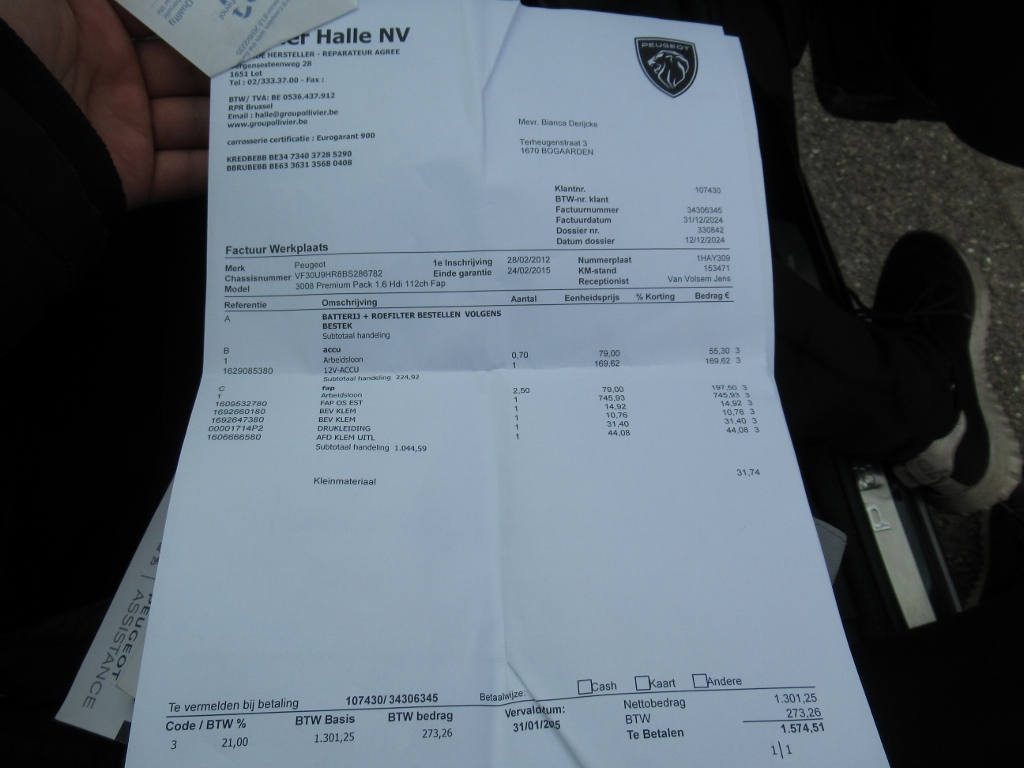 er Halle NV
HERSTELLER - REPARATEUR AGREE
ergensesteenweg 28
1651 Lot
Tel : 02/333.37.00 - Fax :
BTW/ TVA: BE 0536.437.912
RPR Brussel
Email : halle@groupollivier.be
www.groupollivier.be
carrosserie certificatie : Eurogarant 900
KREDBEBB BE34 7340 3728 5290
BBRUBEBB BE63 3631 3568 0408
PEUGEOT
Mevr. Bianca Derijcke
Terheugenstraat 3
1670 BOGAARDEN
Klantnr. 107430
BTW-nr. klant
Factuurnummer 34306345
Factuurdatum 31/12/2024
Dossier nr. 330842
Datum dossier 12/12/2024
Factuur Werkplaats
Merk Peugeot 1e Inschrijving 28/02/2012 Nummerplaat 1HAY309
Chassisnummer VF30U9HR8BS286782 Einde garantie 24/02/2015 KM-stand 153471
Model 3008 Premium Pack 1.6 Hdi 112ch Fap Receptionist Van Volsem Jens
Referentie Omschrijving Aantal Eenheidsprijs % Korting Bedrag €
A BATTERIJ + ROEFILTER BESTELLEN VOLGENS
BESTEK
Subtotaal handeling
B accu
1 Arbeidsloon 0,70 79,00 55,30 3
1629085380 12V-ACCU 1 169,62 169,62 3
Subtotaal handeling 224,92
C fap
1 Arbeidsloon 2,50 79,00 197,50 3
1609532780 FAP OS EST 1 745,93 745,93 3
1692660180 BEV KLEM 1 14,92 14,92 3
1692647380 BEV KLEM 1 10,76 10,76 3
00001714P2 DRUKLEIDING 1 31,40 31,40 3
1606666580 AFD KLEM UITL 1 44,08 44,08 3
Subtotaal handeling 1.044,59
Kleinmateriaal 31,74
PEUGEOT
ASSISTANCE
Te vermelden bij betaling 107430/ 34306345 Betaalwijze: Cash Kaart Andere
Code / BTW % BTW Basis BTW bedrag Vervaldatum: Nettobedrag 1.301,25
3 21,00 1.301,25 273,26 31/01/205 BTW 273,26
Te Betalen 1.574,51
1|1